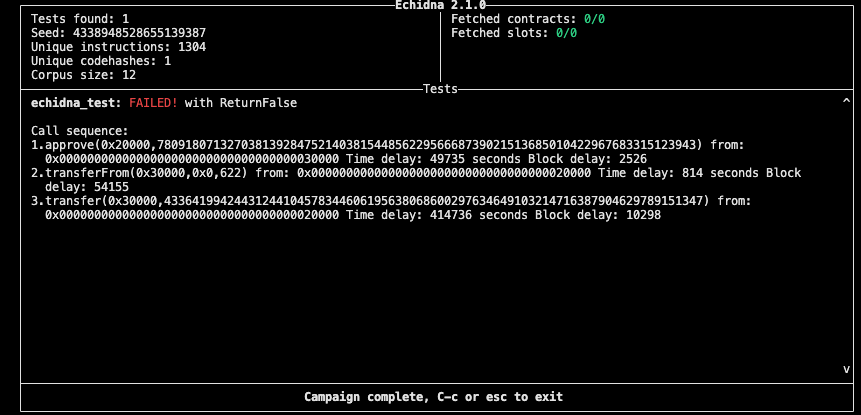 Echidna 2.1.0
Tests found: 1
Seed: 4338948528655139387
Unique instructions: 1304
Unique codehashes: 1
Corpus size: 12
Fetched contracts: 0/0
Fetched slots: 0/0
Tests
echidna_test: FAILED! with ReturnFalse
^
Call sequence:
1.approve(0x20000,78091807132703813928475214038154485622956668739021513685010422967683315123943) from:
0x0000000000000000000000000000000000030000 Time delay: 49735 seconds Block delay: 2526
2.transferFrom(0x30000,0x0,622) from: 0x0000000000000000000000000000000000020000 Time delay: 814 seconds Block
delay: 54155
3.transfer(0x30000,43364199424431244104578344606195638068600297634649103214716387904629789151347) from:
0x0000000000000000000000000000000000020000 Time delay: 414736 seconds Block delay: 10298
v
Campaign complete, C-c or esc to exit